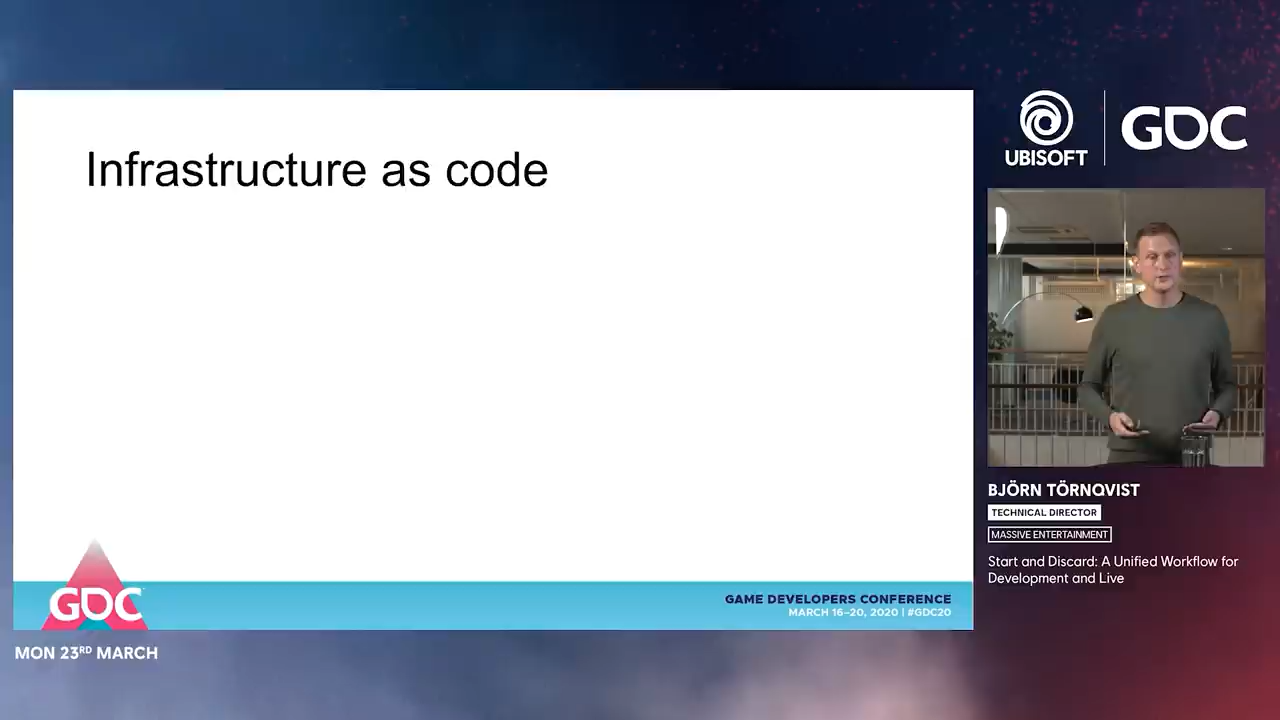 Infrastructure as code
GDC
GAME DEVELOPERS CONFERENCE
MARCH 16–20, 2020 | #GDC20
MON 23RD MARCH
UBISOFT
GDC
BJÖRN TÖRNQVIST
TECHNICAL DIRECTOR
MASSIVE ENTERTAINMENT
Start and Discard: A Unified Workflow for
Development and Live